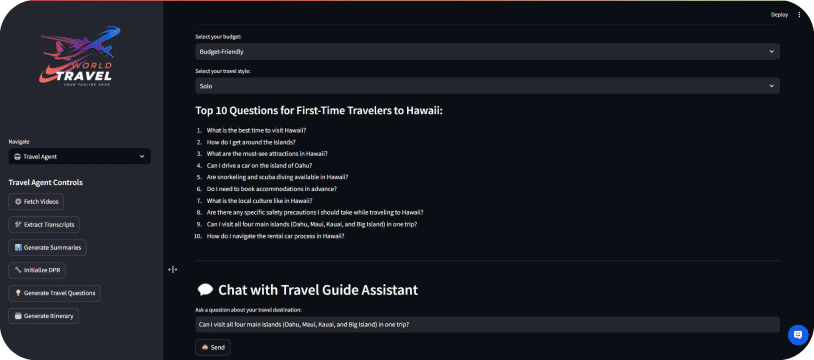 WORLD
TRAVEL
YOUR TAGLINE HERE
Navigate
Travel Agent
Travel Agent Controls
Fetch Videos
Extract Transcripts
Generate Summaries
Initialize DPR
Generate Travel Questions
Generate Itinerary
Deploy
Select your budget:
Budget-Friendly
Select your travel style:
Solo
Top 10 Questions for First-Time Travelers to Hawaii:
1. What is the best time to visit Hawaii?
2. How do I get around the islands?
3. What are the must-see attractions in Hawaii?
4. Can I drive a car on the island of Oahu?
5. Are snorkeling and scuba diving available in Hawaii?
6. Do I need to book accommodations in advance?
7. What is the local culture like in Hawaii?
8. Are there any specific safety precautions I should take while traveling to Hawaii?
9. Can I visit all four main islands (Oahu, Maui, Kauai, and Big Island) in one trip?
10. How do I navigate the rental car process in Hawaii?
Chat with Travel Guide Assistant
Ask a question about your travel destination:
Can I visit all four main islands (Oahu, Maui, Kauai, and Big Island) in one trip?
Send